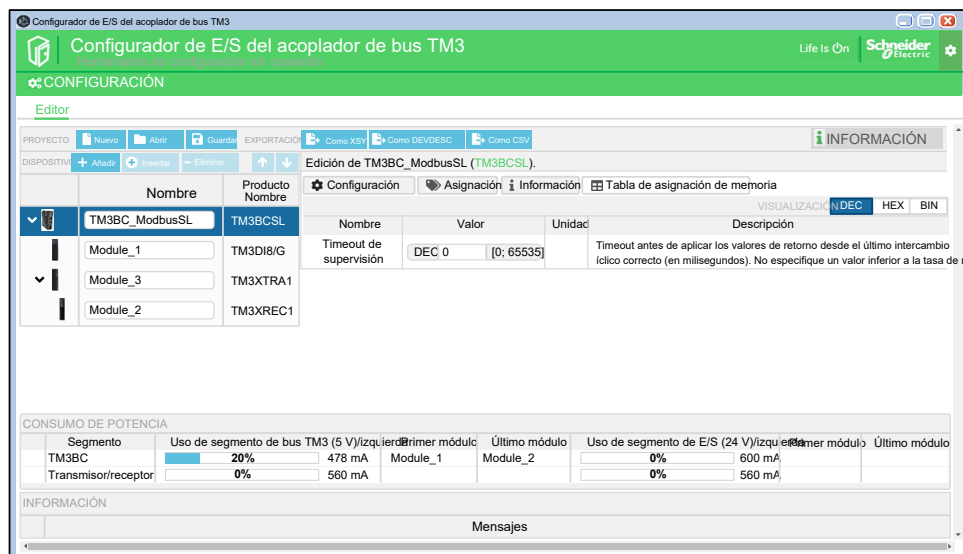 Configurador de E/S del acoplador de bus TM3
Configurador de E/S del acoplador de bus TM3
Herramienta de configuración sin conexión
Life Is On
Schneider
Electric
CONFIGURACIÓN
Editor
PROYECTO Nuevo Abrir Guardar EXPORTACIÓN Como XSY Como DEVDESC Como CSV
INFORMACIÓN
DISPOSITIVO Añadir Insertar Eliminar
Edición de TM3BC_ModbusSL (TM3BCSL).
Nombre
Producto
Nombre
TM3BC_ModbusSL TM3BCSL
Module_1 TM3DI8/G
Module_3 TM3XTRA1
Module_2 TM3XREC1
Configuración Asignación Información Tabla de asignación de memoria
VISUALIZACIÓN DEC HEX BIN
Nombre Valor Unidad Descripción
Timeout de
supervisión
DEC 0 [0; 65535]
Timeout antes de aplicar los valores de retorno desde el último intercambio
íclico correcto (en milisegundos). No especifique un valor inferior a la tasa de
CONSUMO DE POTENCIA
Segmento Uso de segmento de bus TM3 (5 V)/izquierda Primer módulo Último módulo Uso de segmento de E/S (24 V)/izquierda Primer módulo Último módulo
TM3BC 20% 478 mA Module_1 Module_2 0% 600 mA
Transmisor/receptor 0% 560 mA 0% 560 mA
INFORMACIÓN
Mensajes